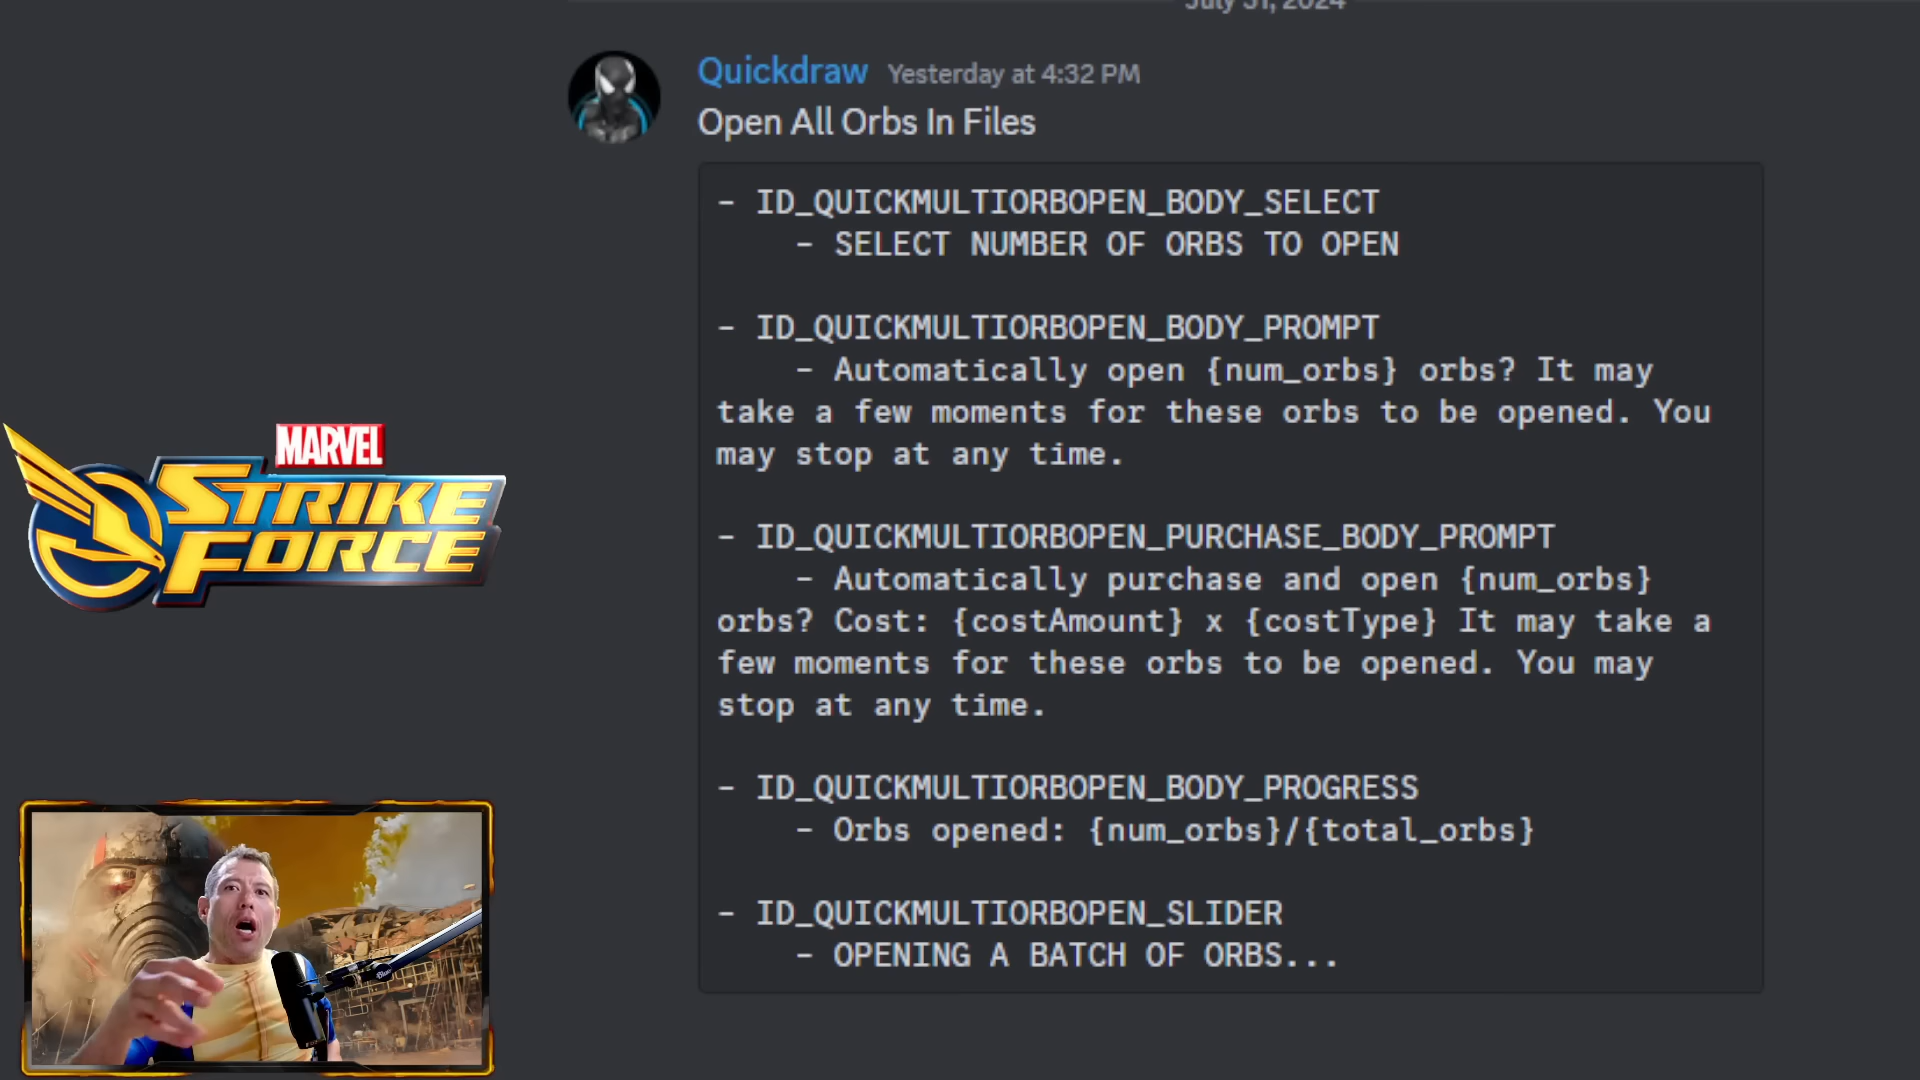 July 31, 2024
Quickdraw Yesterday at 4:32 PM
Open All Orbs In Files
- ID_QUICKMULTIORBOPEN_BODY_SELECT
- SELECT NUMBER OF ORBS TO OPEN
- ID_QUICKMULTIORBOPEN_BODY_PROMPT
- Automatically open {num_orbs} orbs? It may
take a few moments for these orbs to be opened. You
may stop at any time.
- ID_QUICKMULTIORBOPEN_PURCHASE_BODY_PROMPT
- Automatically purchase and open {num_orbs}
orbs? Cost: {costAmount} x {costType} It may take a
few moments for these orbs to be opened. You may
stop at any time.
- ID_QUICKMULTIORBOPEN_BODY_PROGRESS
- Orbs opened: {num_orbs}/{total_orbs}
- ID_QUICKMULTIORBOPEN_SLIDER
- OPENING A BATCH OF ORBS...
MARVEL
STRIKE
FORCE
Blue